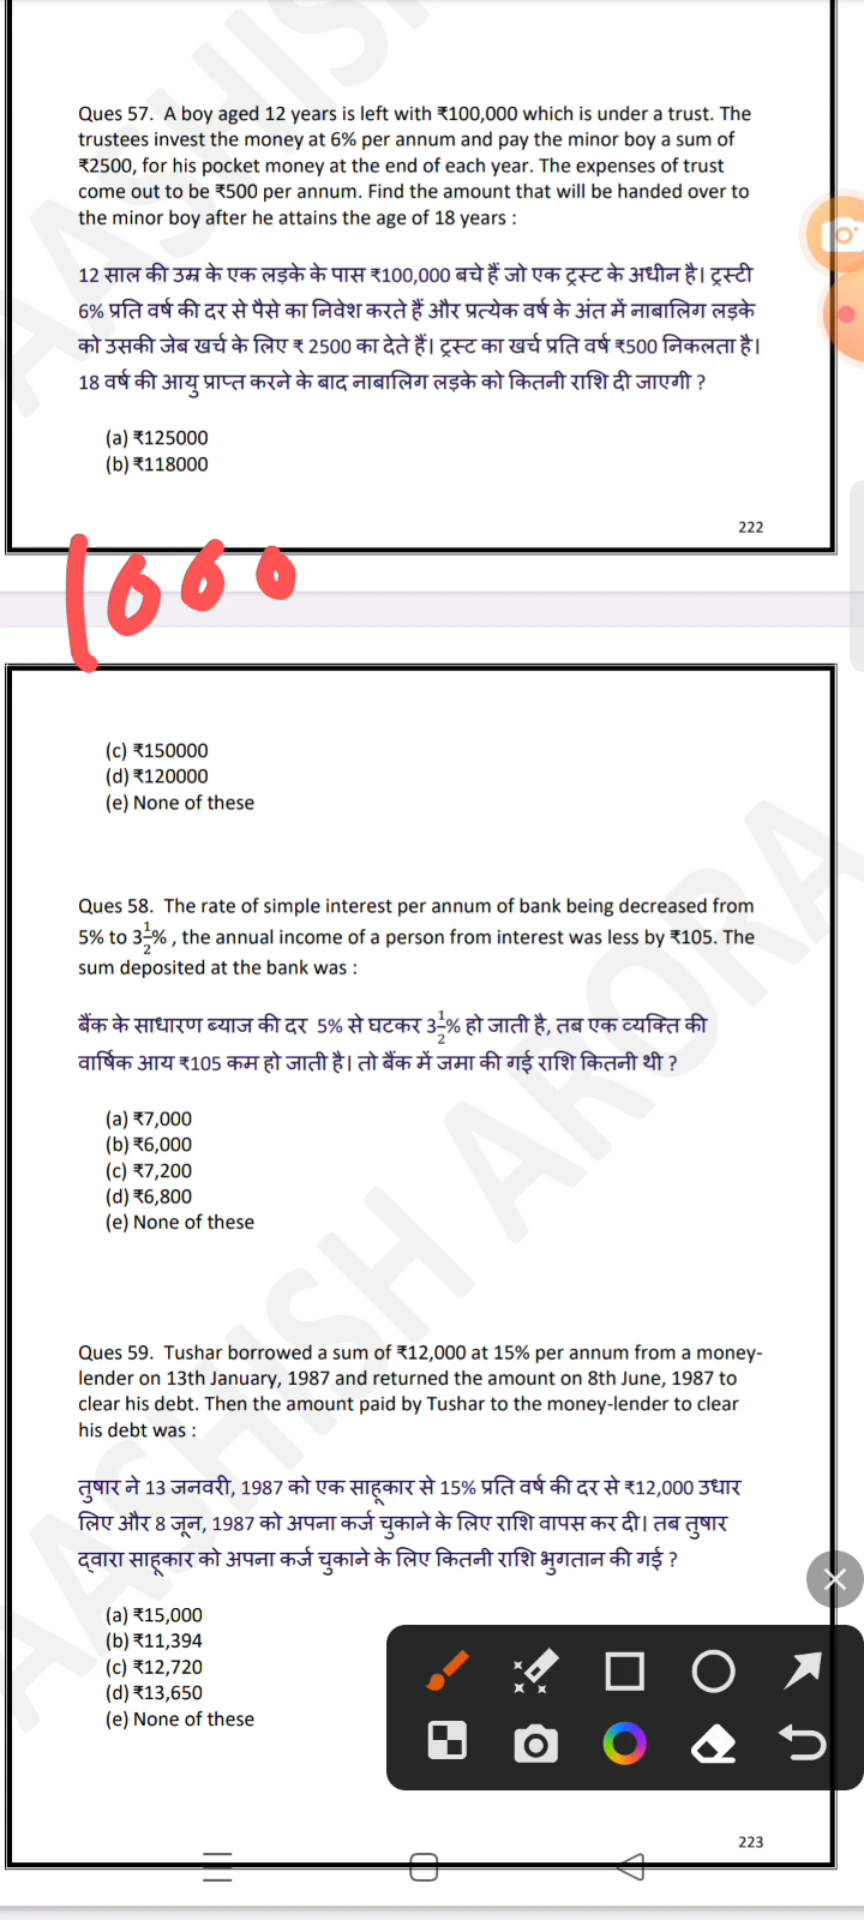 Ques 57. A boy aged 12 years is left with ₹100,000 which is under a trust. The
trustees invest the money at 6% per annum and pay the minor boy a sum of
₹2500, for his pocket money at the end of each year. The expenses of trust
come out to be ₹500 per annum. Find the amount that will be handed over to
the minor boy after he attains the age of 18 years :
12 साल की उम्र के एक लड़के के पास ₹100,000 बचे हैं जो एक ट्रस्ट के अधीन है। ट्रस्टी
6% प्रति वर्ष की दर से पैसे का निवेश करते हैं और प्रत्येक वर्ष के अंत में नाबालिग लड़के
को उसकी जेब खर्च के लिए ₹ 2500 का देते हैं। ट्रस्ट का खर्च प्रति वर्ष ₹500 निकलता है।
18 वर्ष की आयु प्राप्त करने के बाद नाबालिग लड़के को कितनी राशि दी जाएगी ?
(a) ₹125000
(b) ₹118000
222
1000
(c) ₹150000
(d) ₹120000
(e) None of these
Ques 58. The rate of simple interest per annum of bank being decreased from
5% to 3½% , the annual income of a person from interest was less by ₹105. The
sum deposited at the bank was :
बैंक के साधारण ब्याज की दर 5% से घटकर 3½% हो जाती है, तब एक व्यक्ति की
वार्षिक आय ₹105 कम हो जाती है। तो बैंक में जमा की गई राशि कितनी थी ?
(a) ₹7,000
(b) ₹6,000
(c) ₹7,200
(d) ₹6,800
(e) None of these
Ques 59. Tushar borrowed a sum of ₹12,000 at 15% per annum from a money-
lender on 13th January, 1987 and returned the amount on 8th June, 1987 to
clear his debt. Then the amount paid by Tushar to the money-lender to clear
his debt was :
तुषार ने 13 जनवरी, 1987 को एक साहूकार से 15% प्रति वर्ष की दर से ₹12,000 उधार
लिए और 8 जून, 1987 को अपना कर्ज चुकाने के लिए राशि वापस कर दी। तब तुषार
द्वारा साहूकार को अपना कर्ज चुकाने के लिए कितनी राशि भुगतान की गई ?
(a) ₹15,000
(b) ₹11,394
(c) ₹12,720
(d) ₹13,650
(e) None of these
223
AASHISH ARORA